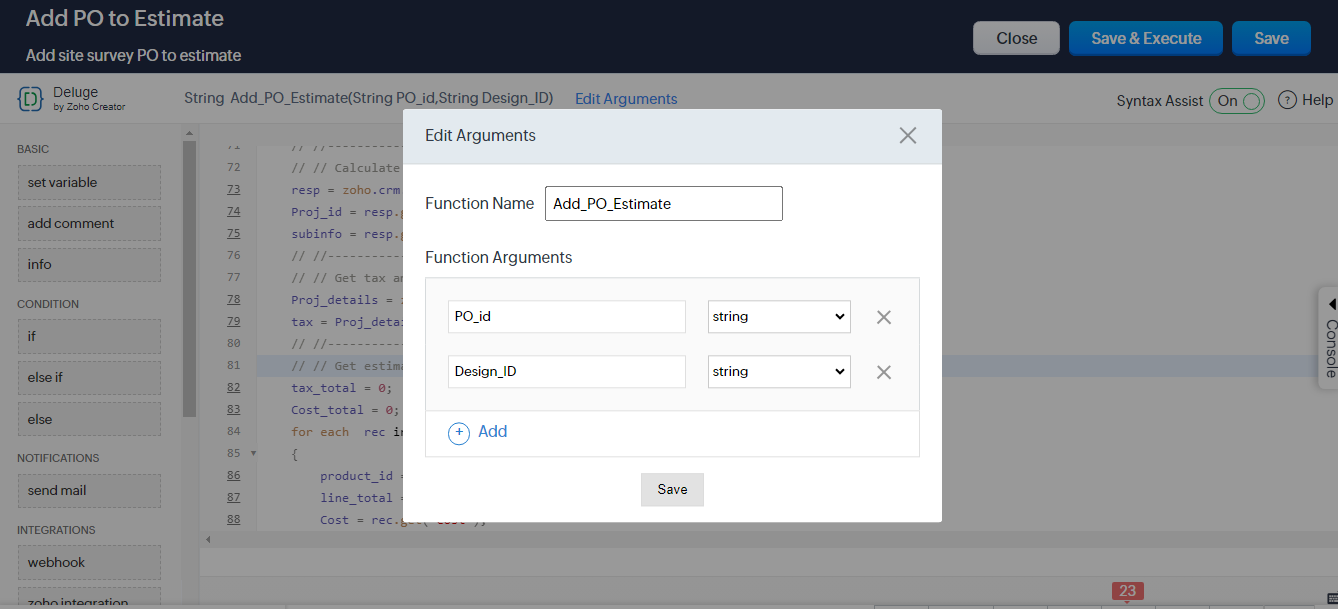 Add PO to Estimate
Add site survey PO to estimate
Close
Save & Execute
Save
Deluge
by Zoho Creator
String Add_PO_Estimate(String PO_id,String Design_ID)
Edit Arguments
Syntax Assist
On
? Help
BASIC
set variable
add comment
info
CONDITION
if
else if
else
NOTIFICATIONS
send mail
INTEGRATIONS
webhook
zoho integration
71 // //-----------
72 // // Calculate
73 resp = zoho.crm
74 Proj_id = resp.
75 subinfo = resp.
76 // //-----------
77 // // Get tax
78 Proj_details =
79 tax = Proj_
80 // //-----------
81 // // Get
82 tax_total = 0;
83 Cost_total = 0;
84 for each rec in
85 {
86 product_id =
87 line_total =
88 Cost = rec.get("Cost");
Edit Arguments
Function Name
Add_PO_Estimate
Function Arguments
PO_id
string
Design_ID
string
+ Add
Save
Console
23